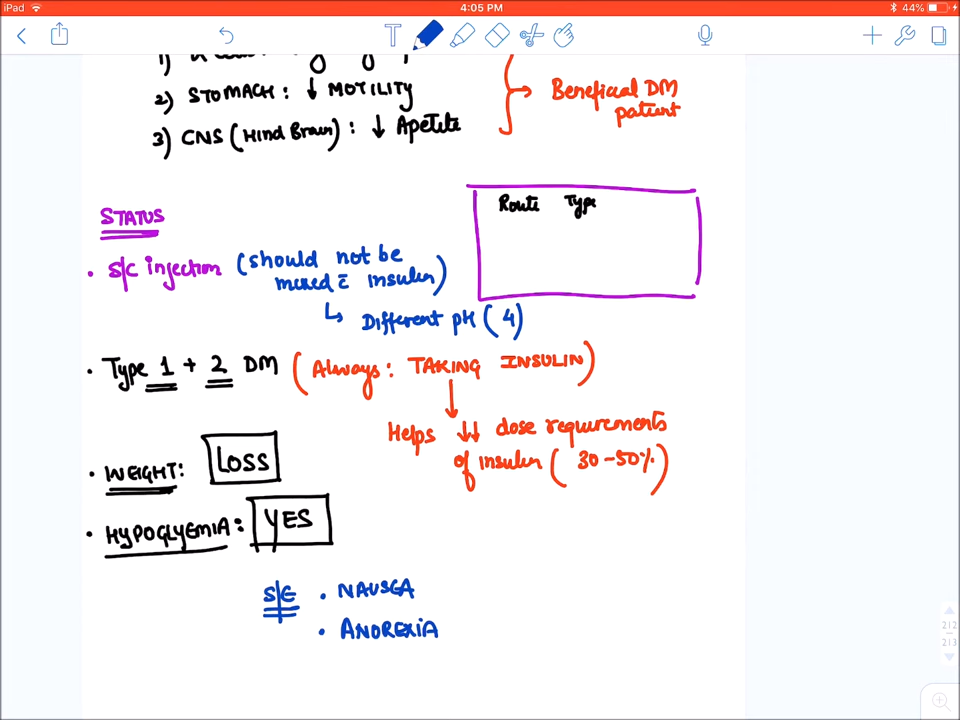 iPad
4:05 PM
44%
T
1)
2) STOMACH: ↓ MOTILITY
3) CNS (Hind Brain): ↓ Apetite
→ Beneficial DM
patient
STATUS
Route Type
• S/C injection (should not be
mixed c̄ insulin)
↳ Different pH (4)
• Type 1 + 2 DM (Always: TAKING INSULIN)
↓
Helps ↓↓ dose requirements
of insulin (30-50%)
• WEIGHT: LOSS
• HYPOGLYEMIA: YES
S/E • NAUSEA
• ANOREXIA
212
213